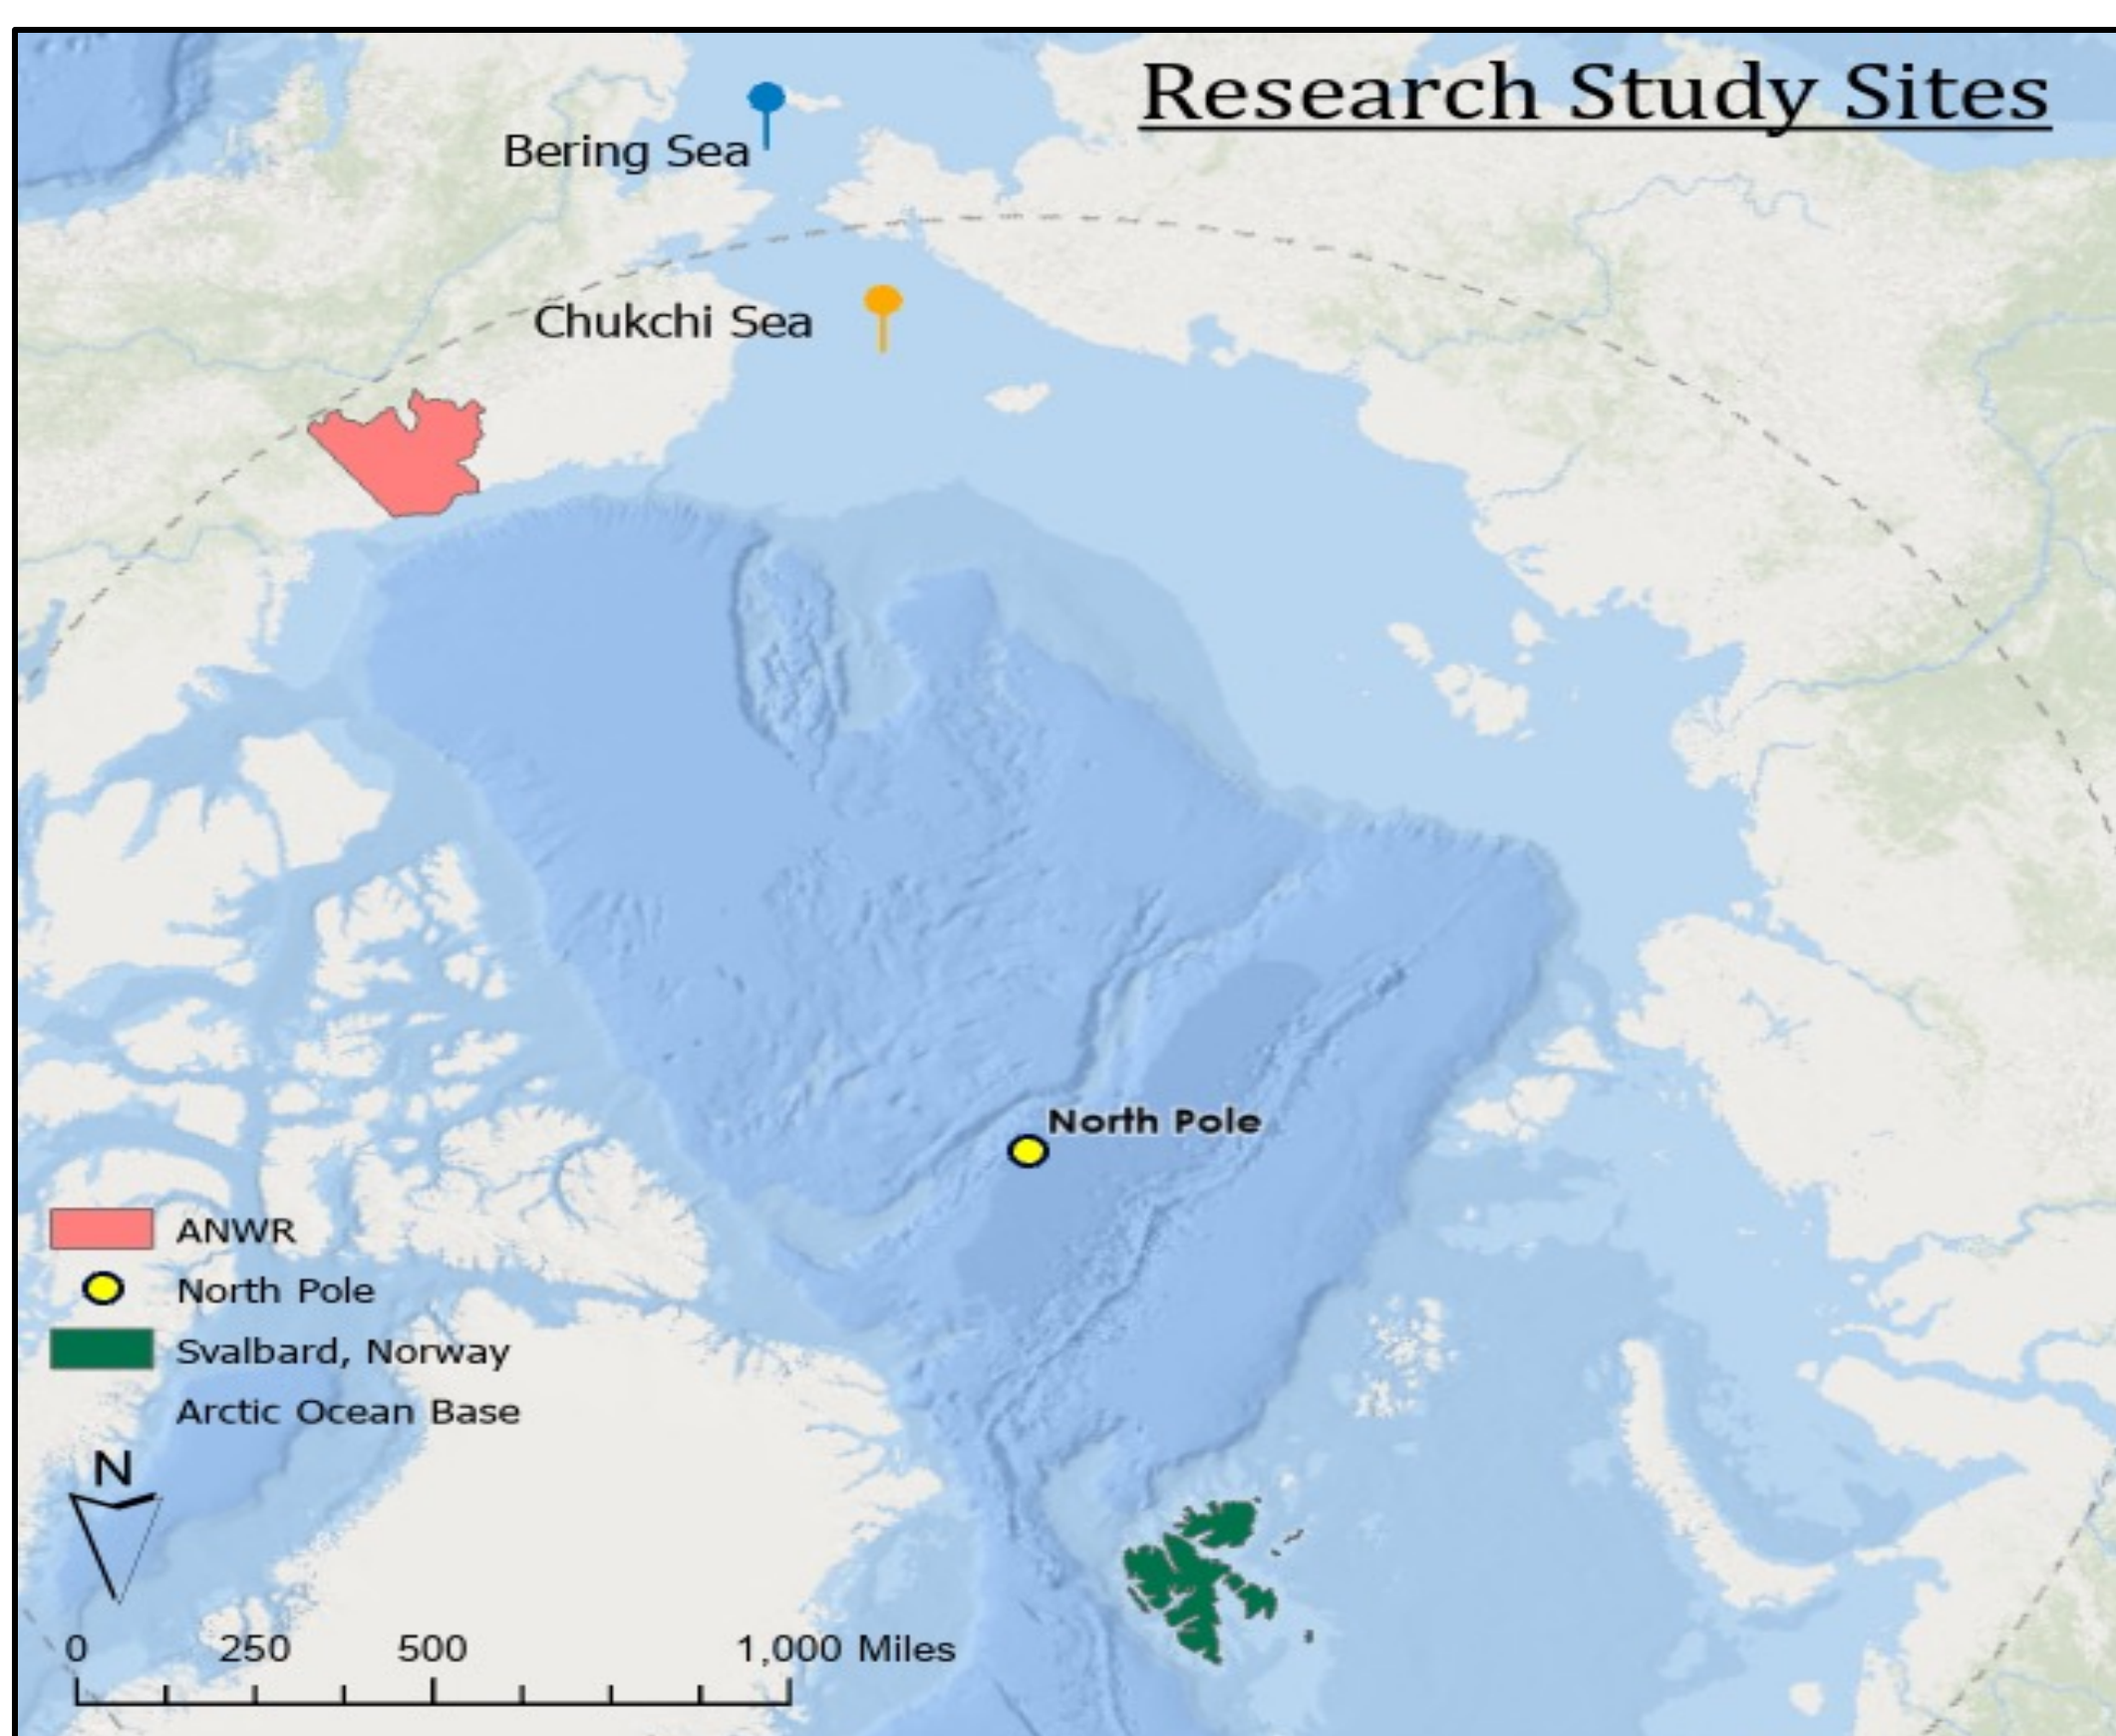 Research Study Sites
Bering Sea
Chukchi Sea
North Pole
ANWR
North Pole
Svalbard, Norway
Arctic Ocean Base
N
0 250 500 1,000 Miles